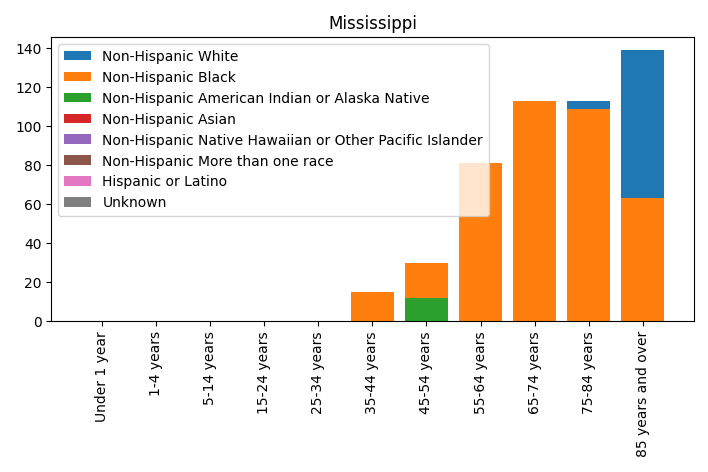 Mississippi
Non-Hispanic White
Non-Hispanic Black
Non-Hispanic American Indian or Alaska Native
Non-Hispanic Asian
Non-Hispanic Native Hawaiian or Other Pacific Islander
Non-Hispanic More than one race
Hispanic or Latino
Unknown
140
120
100
80
60
40
20
0
Under 1 year
1-4 years
5-14 years
15-24 years
25-34 years
35-44 years
45-54 years
55-64 years
65-74 years
75-84 years
85 years and over